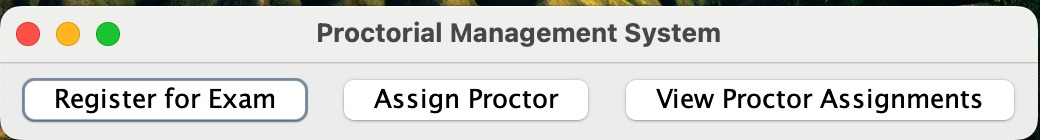 Proctorial Management System
Register for Exam
Assign Proctor
View Proctor Assignments